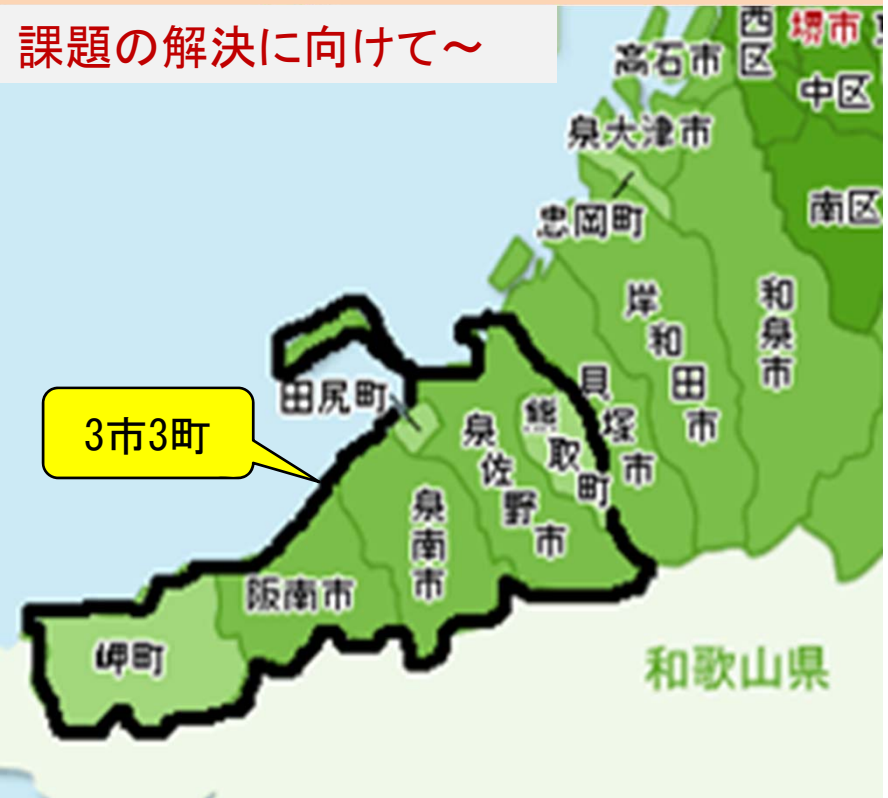 課題の解決に向けて～
西区
堺市
高石市
中区
泉大津市
南区
忠岡町
岸和田市
和泉市
田尻町
貝塚市
熊取町
3市3町
泉佐野市
泉南市
阪南市
岬町
和歌山県